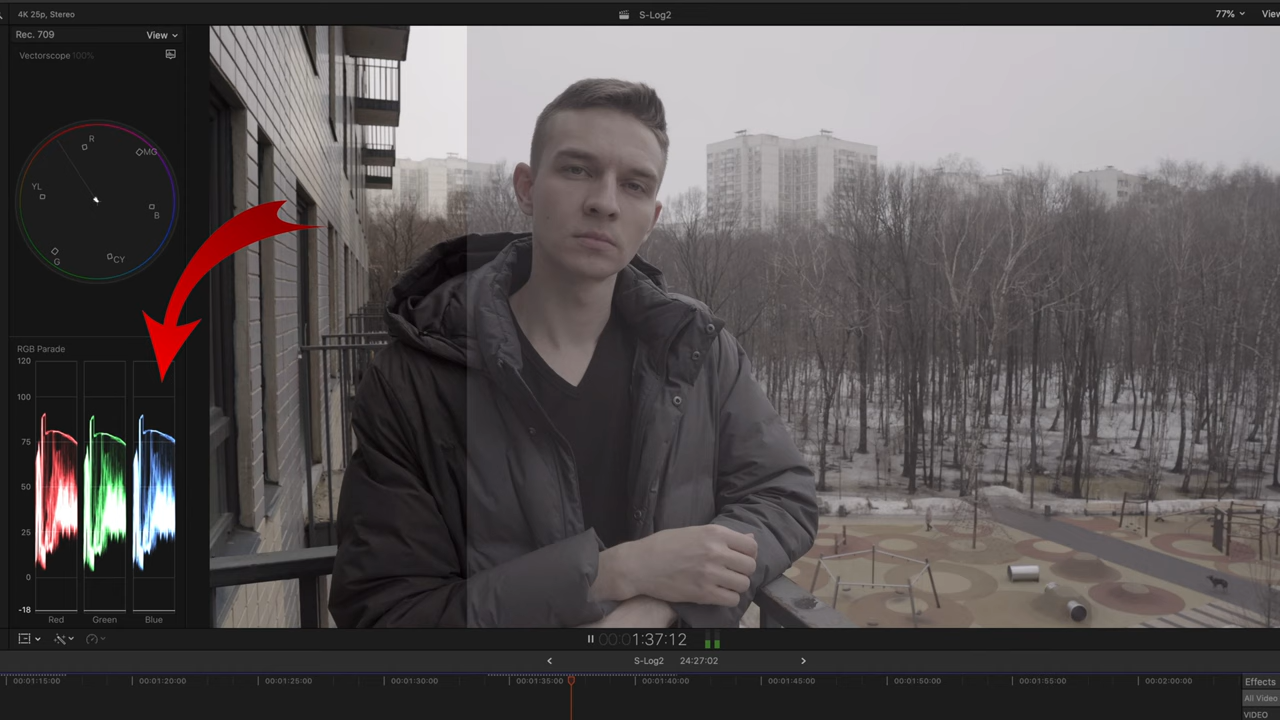 4K 25p, Stereo
S-Log2
77%
View
Rec. 709
View
Vectorscope 100%
R
MG
YL
B
G
CY
RGB Parade
120
100
75
50
25
0
-18
Red
Green
Blue
00:01:37:12
S-Log2
24:27:02
00:01:15:00
00:01:20:00
00:01:25:00
00:01:30:00
00:01:35:00
00:01:40:00
00:01:45:00
00:01:50:00
00:01:55:00
00:02:00:00
Effects
All Video
VIDEO